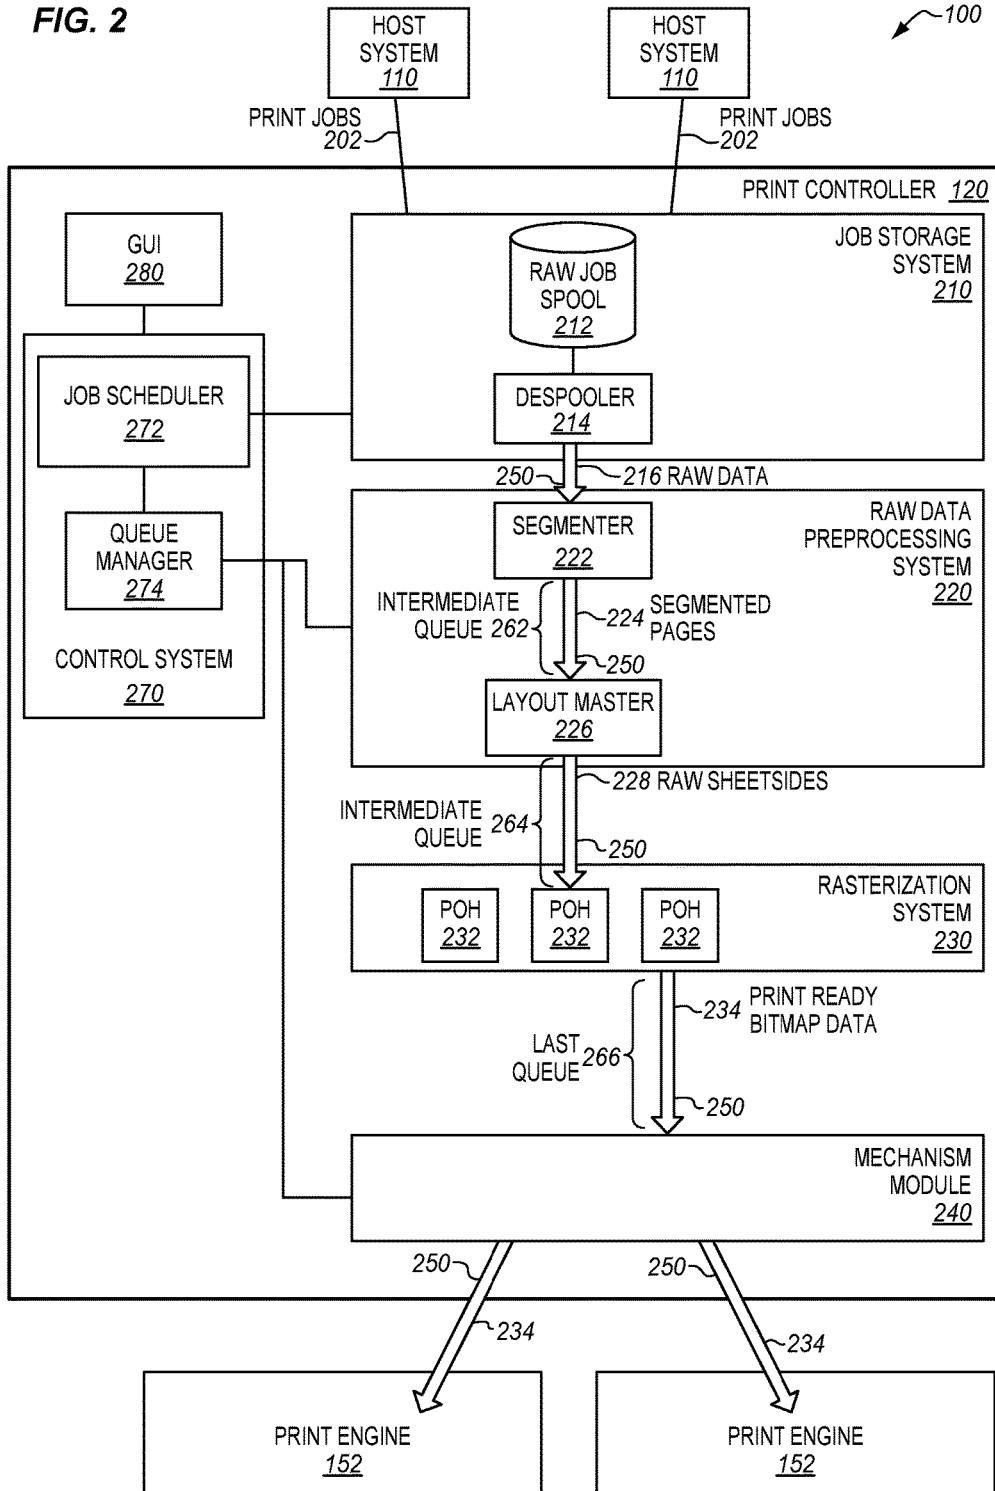 FIG. 2
100
HOST
SYSTEM
110
HOST
SYSTEM
110
PRINT JOBS
202
PRINT JOBS
202
PRINT CONTROLLER 120
GUI
280
JOB STORAGE
SYSTEM
210
RAW JOB
SPOOL
212
DESPOOLER
214
JOB SCHEDULER
272
QUEUE
MANAGER
274
CONTROL SYSTEM
270
250
216 RAW DATA
RAW DATA
PREPROCESSING
SYSTEM
220
SEGMENTER
222
INTERMEDIATE
QUEUE 262
224 SEGMENTED
PAGES
250
LAYOUT MASTER
226
228 RAW SHEETSIDES
INTERMEDIATE
QUEUE 264
250
RASTERIZATION
SYSTEM
230
POH
232
POH
232
POH
232
234 PRINT READY
BITMAP DATA
LAST
QUEUE 266
250
MECHANISM
MODULE
240
250
250
234
234
PRINT ENGINE
152
PRINT ENGINE
152